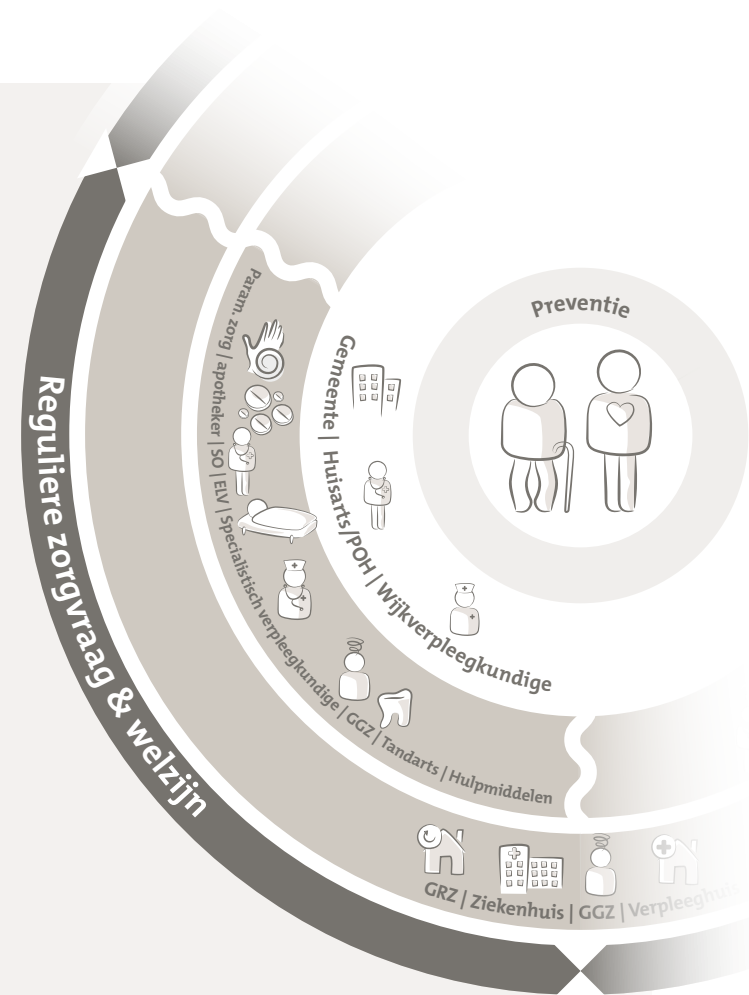 Preventie
Gemeente | Huisarts/POH | Wijkverpleegkundige
Param. zorg | apotheker | SO | ELV | Specialistisch verpleegkundige | GGZ | Tandarts | Hulpmiddelen
GRZ | Ziekenhuis | GGZ |
Reguliere zorgvraag & welzijn